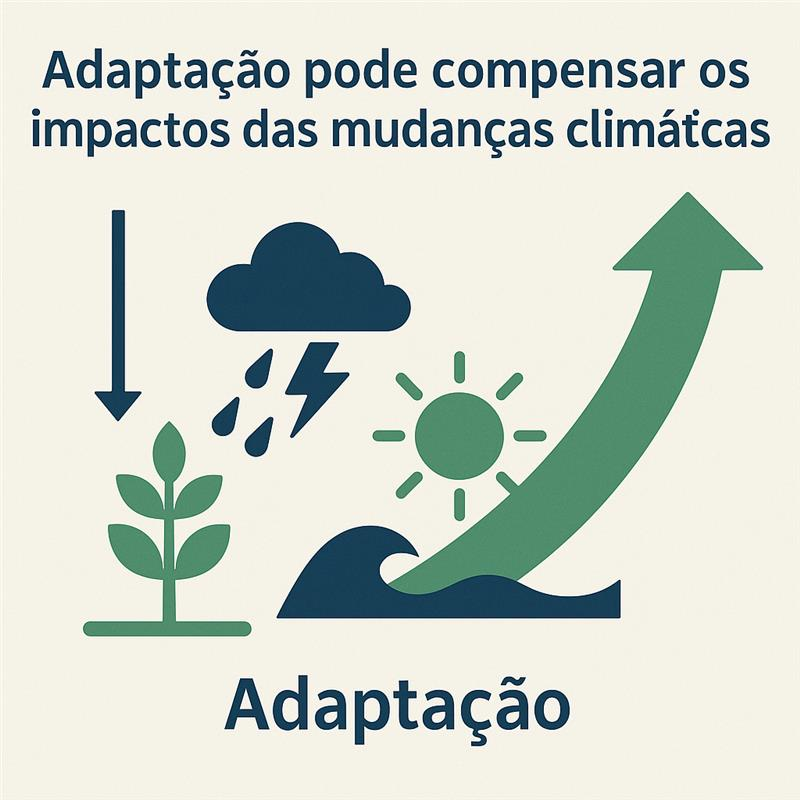 Adaptação pode compensar os
impactos das mudanças climátcas
Adaptação